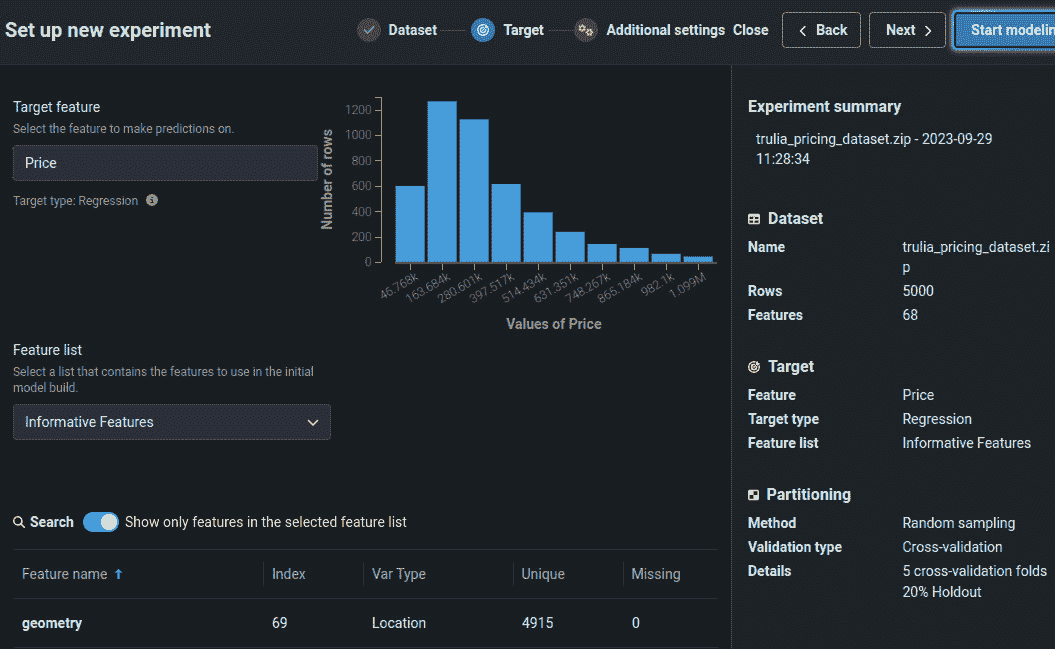 Set up new experiment
Dataset
Target
Additional settings
Close
Back
Next
Start modelin
Target feature
Select the feature to make predictions on.
Price
Target type: Regression
Number of rows
1200
1000
800
600
400
200
0
46.768k
163.684k
280.601k
397.517k
514.434k
631.351k
748.267k
865.184k
982.1k
1.099M
Values of Price
Feature list
Select a list that contains the features to use in the initial
model build.
Informative Features
Search
Show only features in the selected feature list
Feature name
Index
Var Type
Unique
Missing
geometry
69
Location
4915
0
Experiment summary
trulia_pricing_dataset.zip - 2023-09-29
11:28:34
Dataset
Name
trulia_pricing_dataset.zi
p
Rows
5000
Features
68
Target
Feature
Price
Target type
Regression
Feature list
Informative Features
Partitioning
Method
Random sampling
Validation type
Cross-validation
Details
5 cross-validation folds
20% Holdout